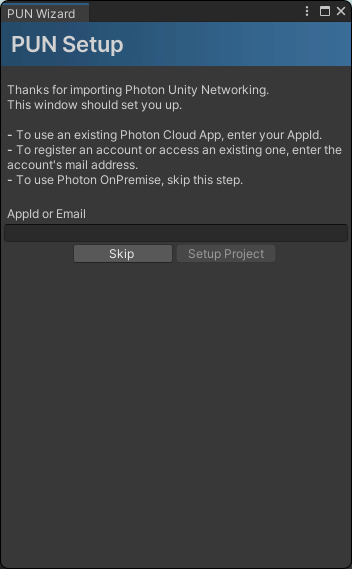 PUN Wizard
PUN Setup
Thanks for importing Photon Unity Networking.
This window should set you up.
- To use an existing Photon Cloud App, enter your AppId.
- To register an account or access an existing one, enter the
account's mail address.
- To use Photon OnPremise, skip this step.
AppId or Email
Skip
Setup Project